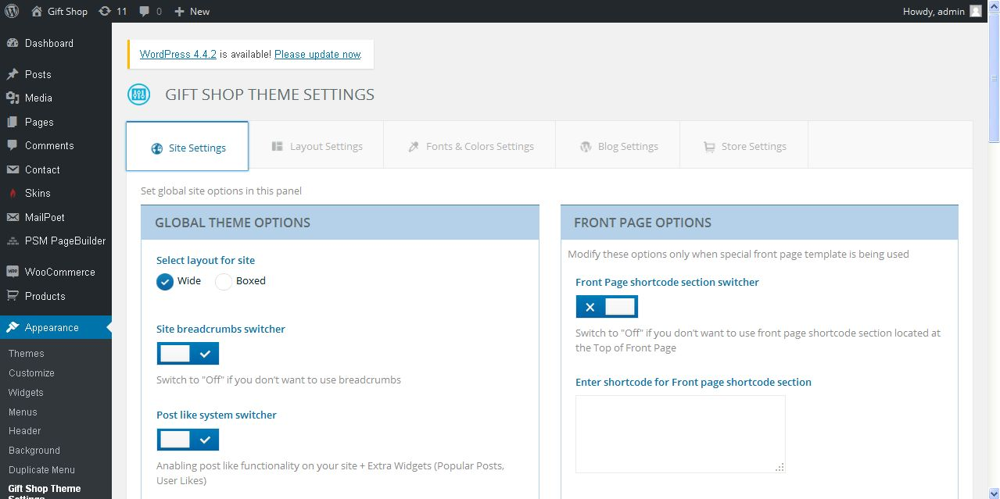 Gift Shop 11 0 New Howdy, admin
Dashboard
Posts
Media
Pages
Comments
Contact
Skins
MailPoet
PSM PageBuilder
WooCommerce
Products
Appearance
Themes
Customize
Widgets
Menus
Header
Background
Duplicate Menu
Gift Shop Theme
Settings
WordPress 4.4.2 is available! Please update now.
GIFT SHOP THEME SETTINGS
Site Settings
Layout Settings
Fonts & Colors Settings
Blog Settings
Store Settings
Set global site options in this panel
GLOBAL THEME OPTIONS
Select layout for site
Wide Boxed
Site breadcrumbs switcher
Switch to "Off" if you don't want to use breadcrumbs
Post like system switcher
Anabling post like functionality on your site + Extra Widgets (Popular Posts,
User Likes)
FRONT PAGE OPTIONS
Modify these options only when special front page template is being used
Front Page shortcode section switcher
Switch to "Off" if you don't want to use front page shortcode section located at
the Top of Front Page
Enter shortcode for Front page shortcode section